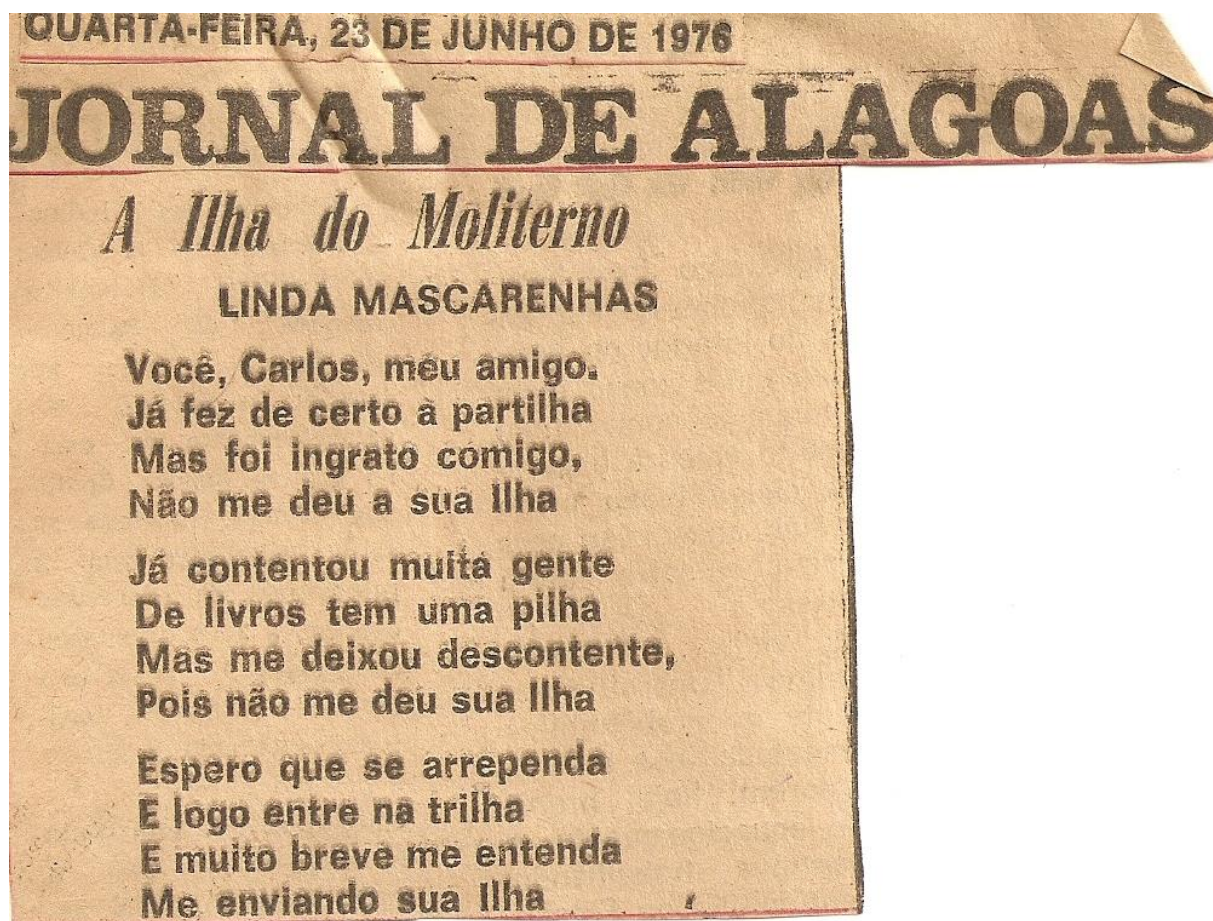 QUARTA-FEIRA, 23 DE JUNHO DE 1976
JORNAL DE ALAGOAS
A Ilha do Moliterno
LINDA MASCARENHAS
Você, Carlos, meu amigo.
Já fez de certo a partilha
Mas foi ingrato comigo,
Não me deu a sua Ilha
Já contentou muita gente
De livros tem uma pilha
Mas me deixou descontente,
Pois não me deu sua Ilha
Espero que se arrependa
E logo entre na trilha
E muito breve me entenda
Me enviando sua Ilha